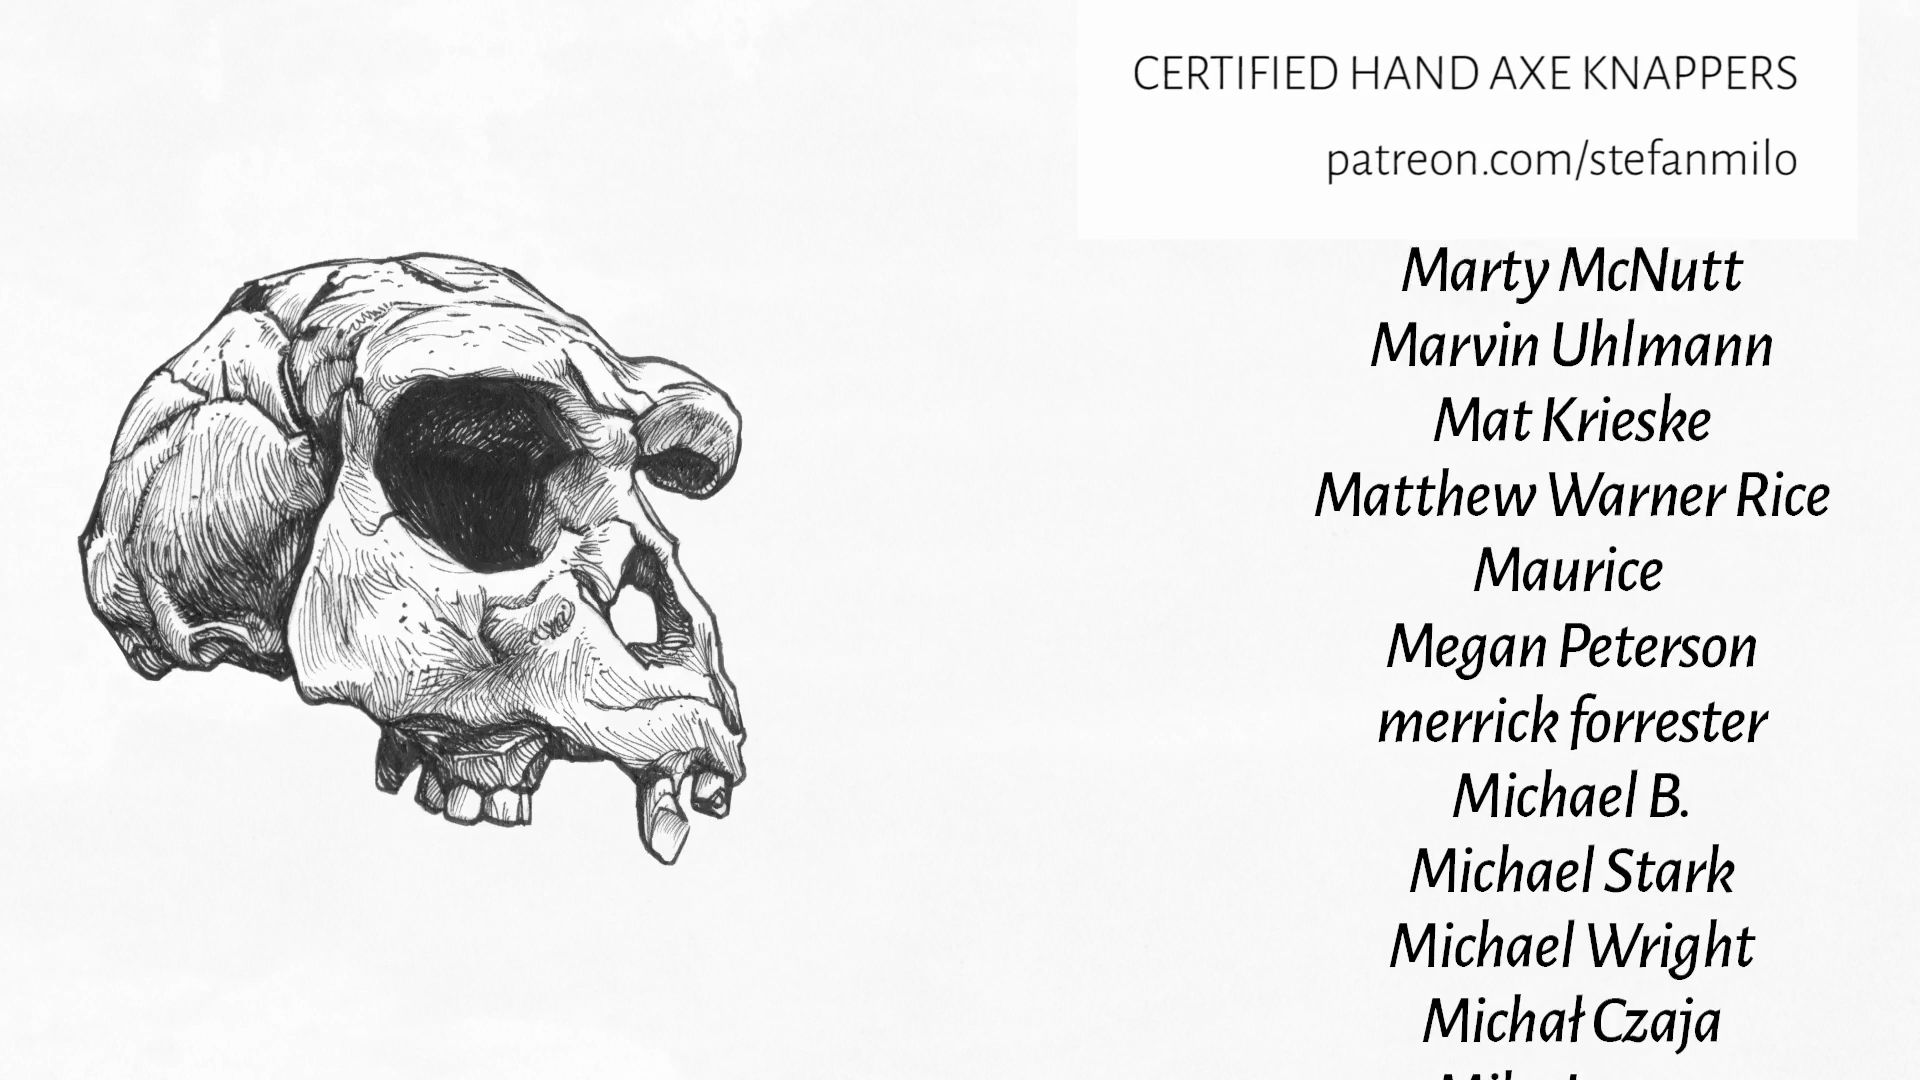 CERTIFIED HAND AXE KNAPPERS
patreon.com/stefanmilo
Marty McNutt
Marvin Uhlmann
Mat Krieske
Matthew Warner Rice
Maurice
Megan Peterson
merrick forrester
Michael B.
Michael Stark
Michael Wright
Michał Czaja